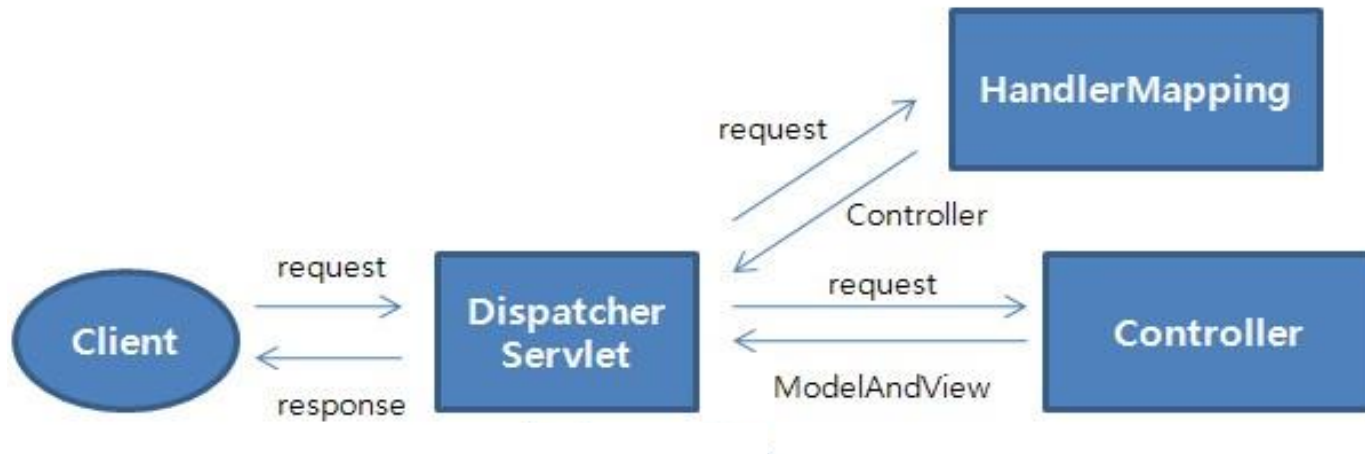 HandlerMapping
request
Controller
request
Dispatcher
Servlet
request
Client
Controller
response
ModelAndView